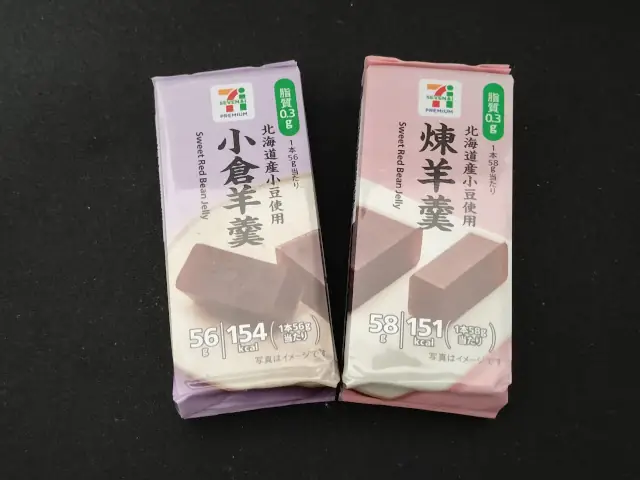 SEVEN&i
PREMIUM
脂質0.3g
1本56g当たり
北海道産小豆使用
小倉羊羹
Sweet Red Bean Jelly
56g
154kcal
(1本56g当たり)
写真はイメージです
SEVEN&i
PREMIUM
脂質0.3g
1本58g当たり
北海道産小豆使用
煉羊羹
Sweet Red Bean Jelly
58g
151kcal
(1本58g当たり)
写真はイメージです